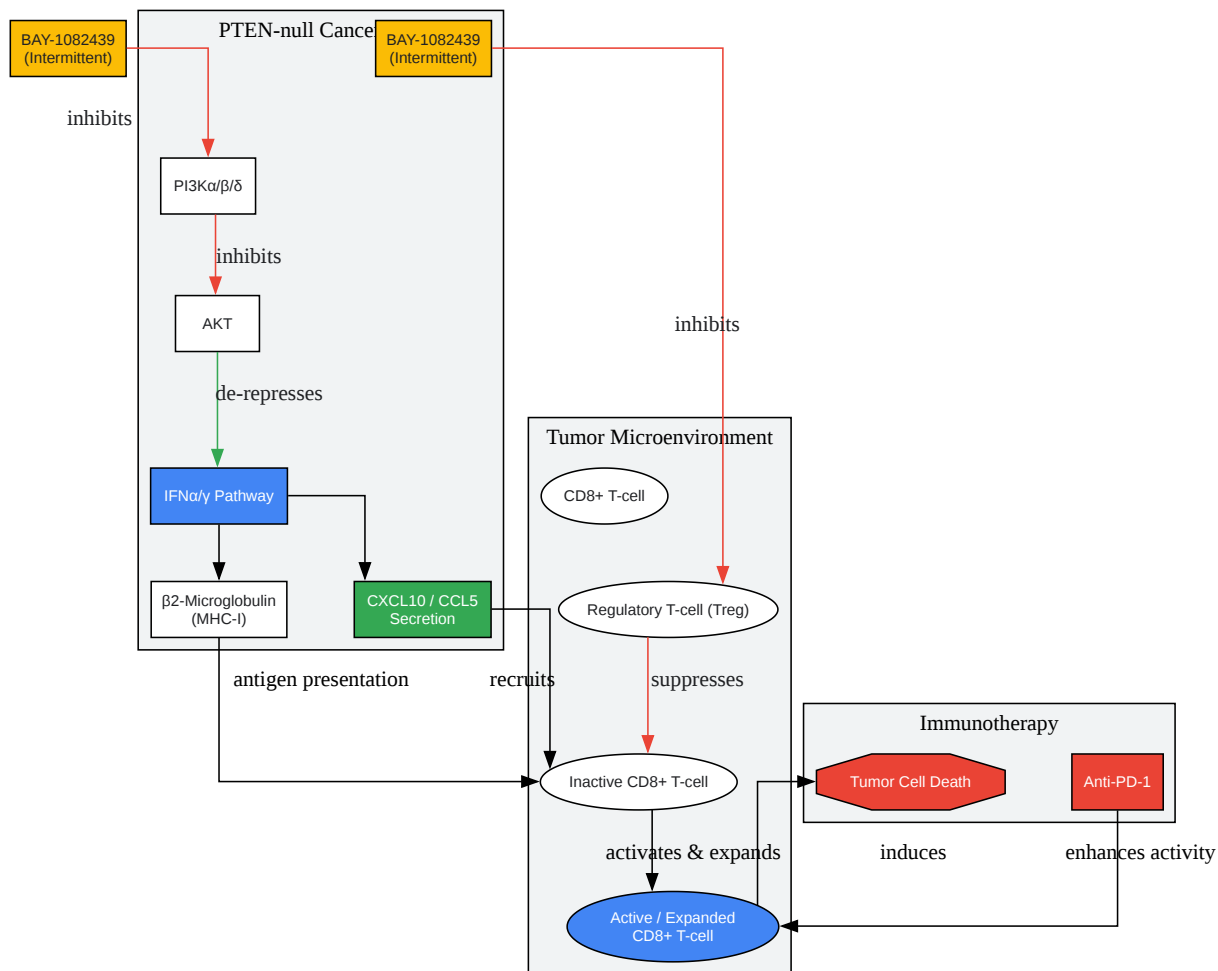 PTEN-null Cancer
BAY-1082439
(Intermittent)
BAY-1082439
(Intermittent)
inhibits
PI3Kα/β/δ
inhibits
AKT
inhibits
de-represses
Tumor Microenvironment
IFNα/γ Pathway
CD8+ T-cell
β2-Microglobulin
(MHC-I)
CXCL10 / CCL5
Secretion
Regulatory T-cell (Treg)
antigen presentation
recruits
suppresses
Immunotherapy
Inactive CD8+ T-cell
Tumor Cell Death
Anti-PD-1
activates & expands
induces
enhances activity
Active / Expanded
CD8+ T-cell